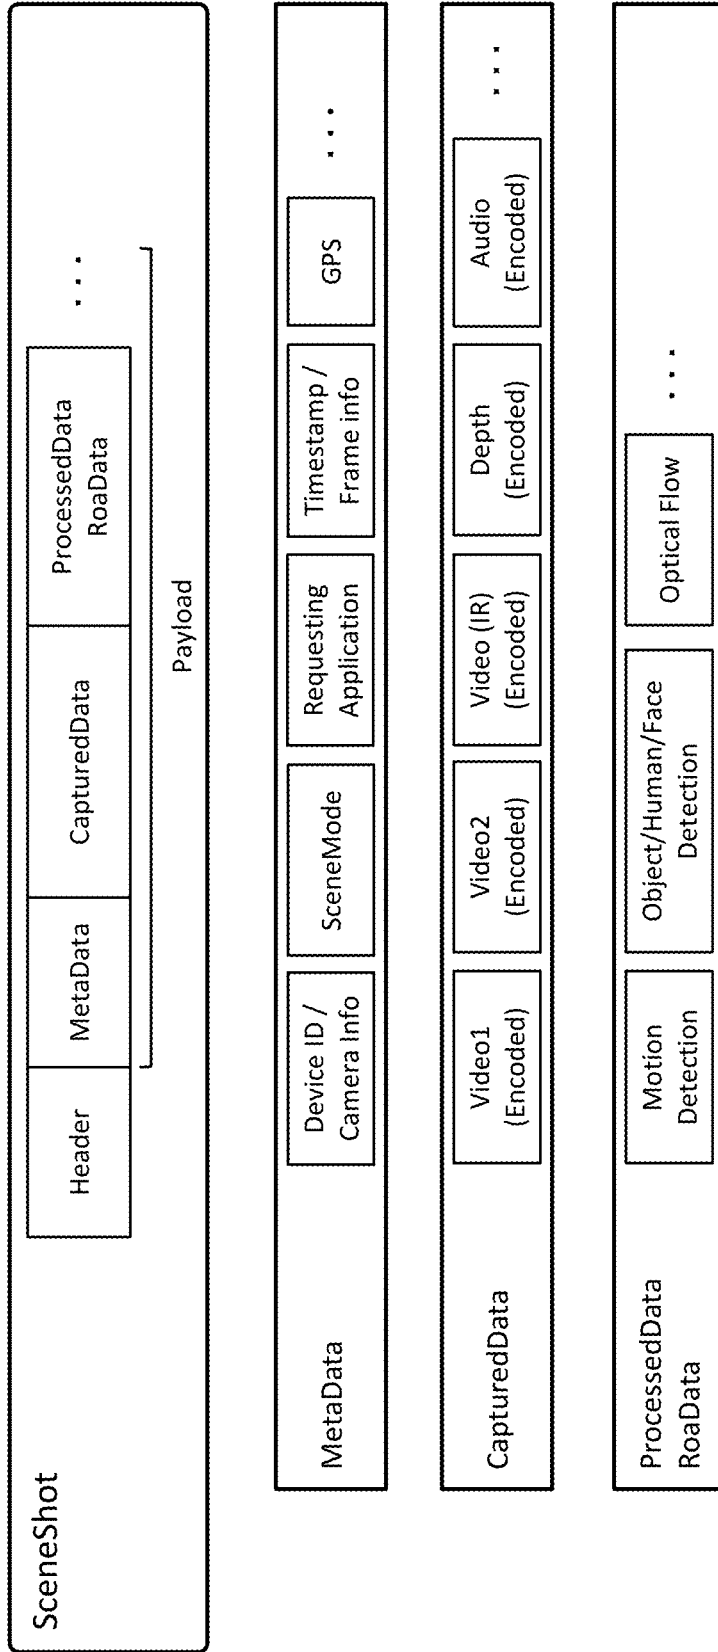 SceneShot
Header
MetaData
CapturedData
ProcessedData
RoaData
. . .
Payload
MetaData
Device ID /
Camera Info
SceneMode
Requesting
Application
Timestamp /
Frame info
GPS
. . .
CapturedData
Video1
(Encoded)
Video2
(Encoded)
Video (IR)
(Encoded)
Depth
(Encoded)
Audio
(Encoded)
. . .
ProcessedData
RoaData
Motion
Detection
Object/Human/Face
Detection
Optical Flow
. . .